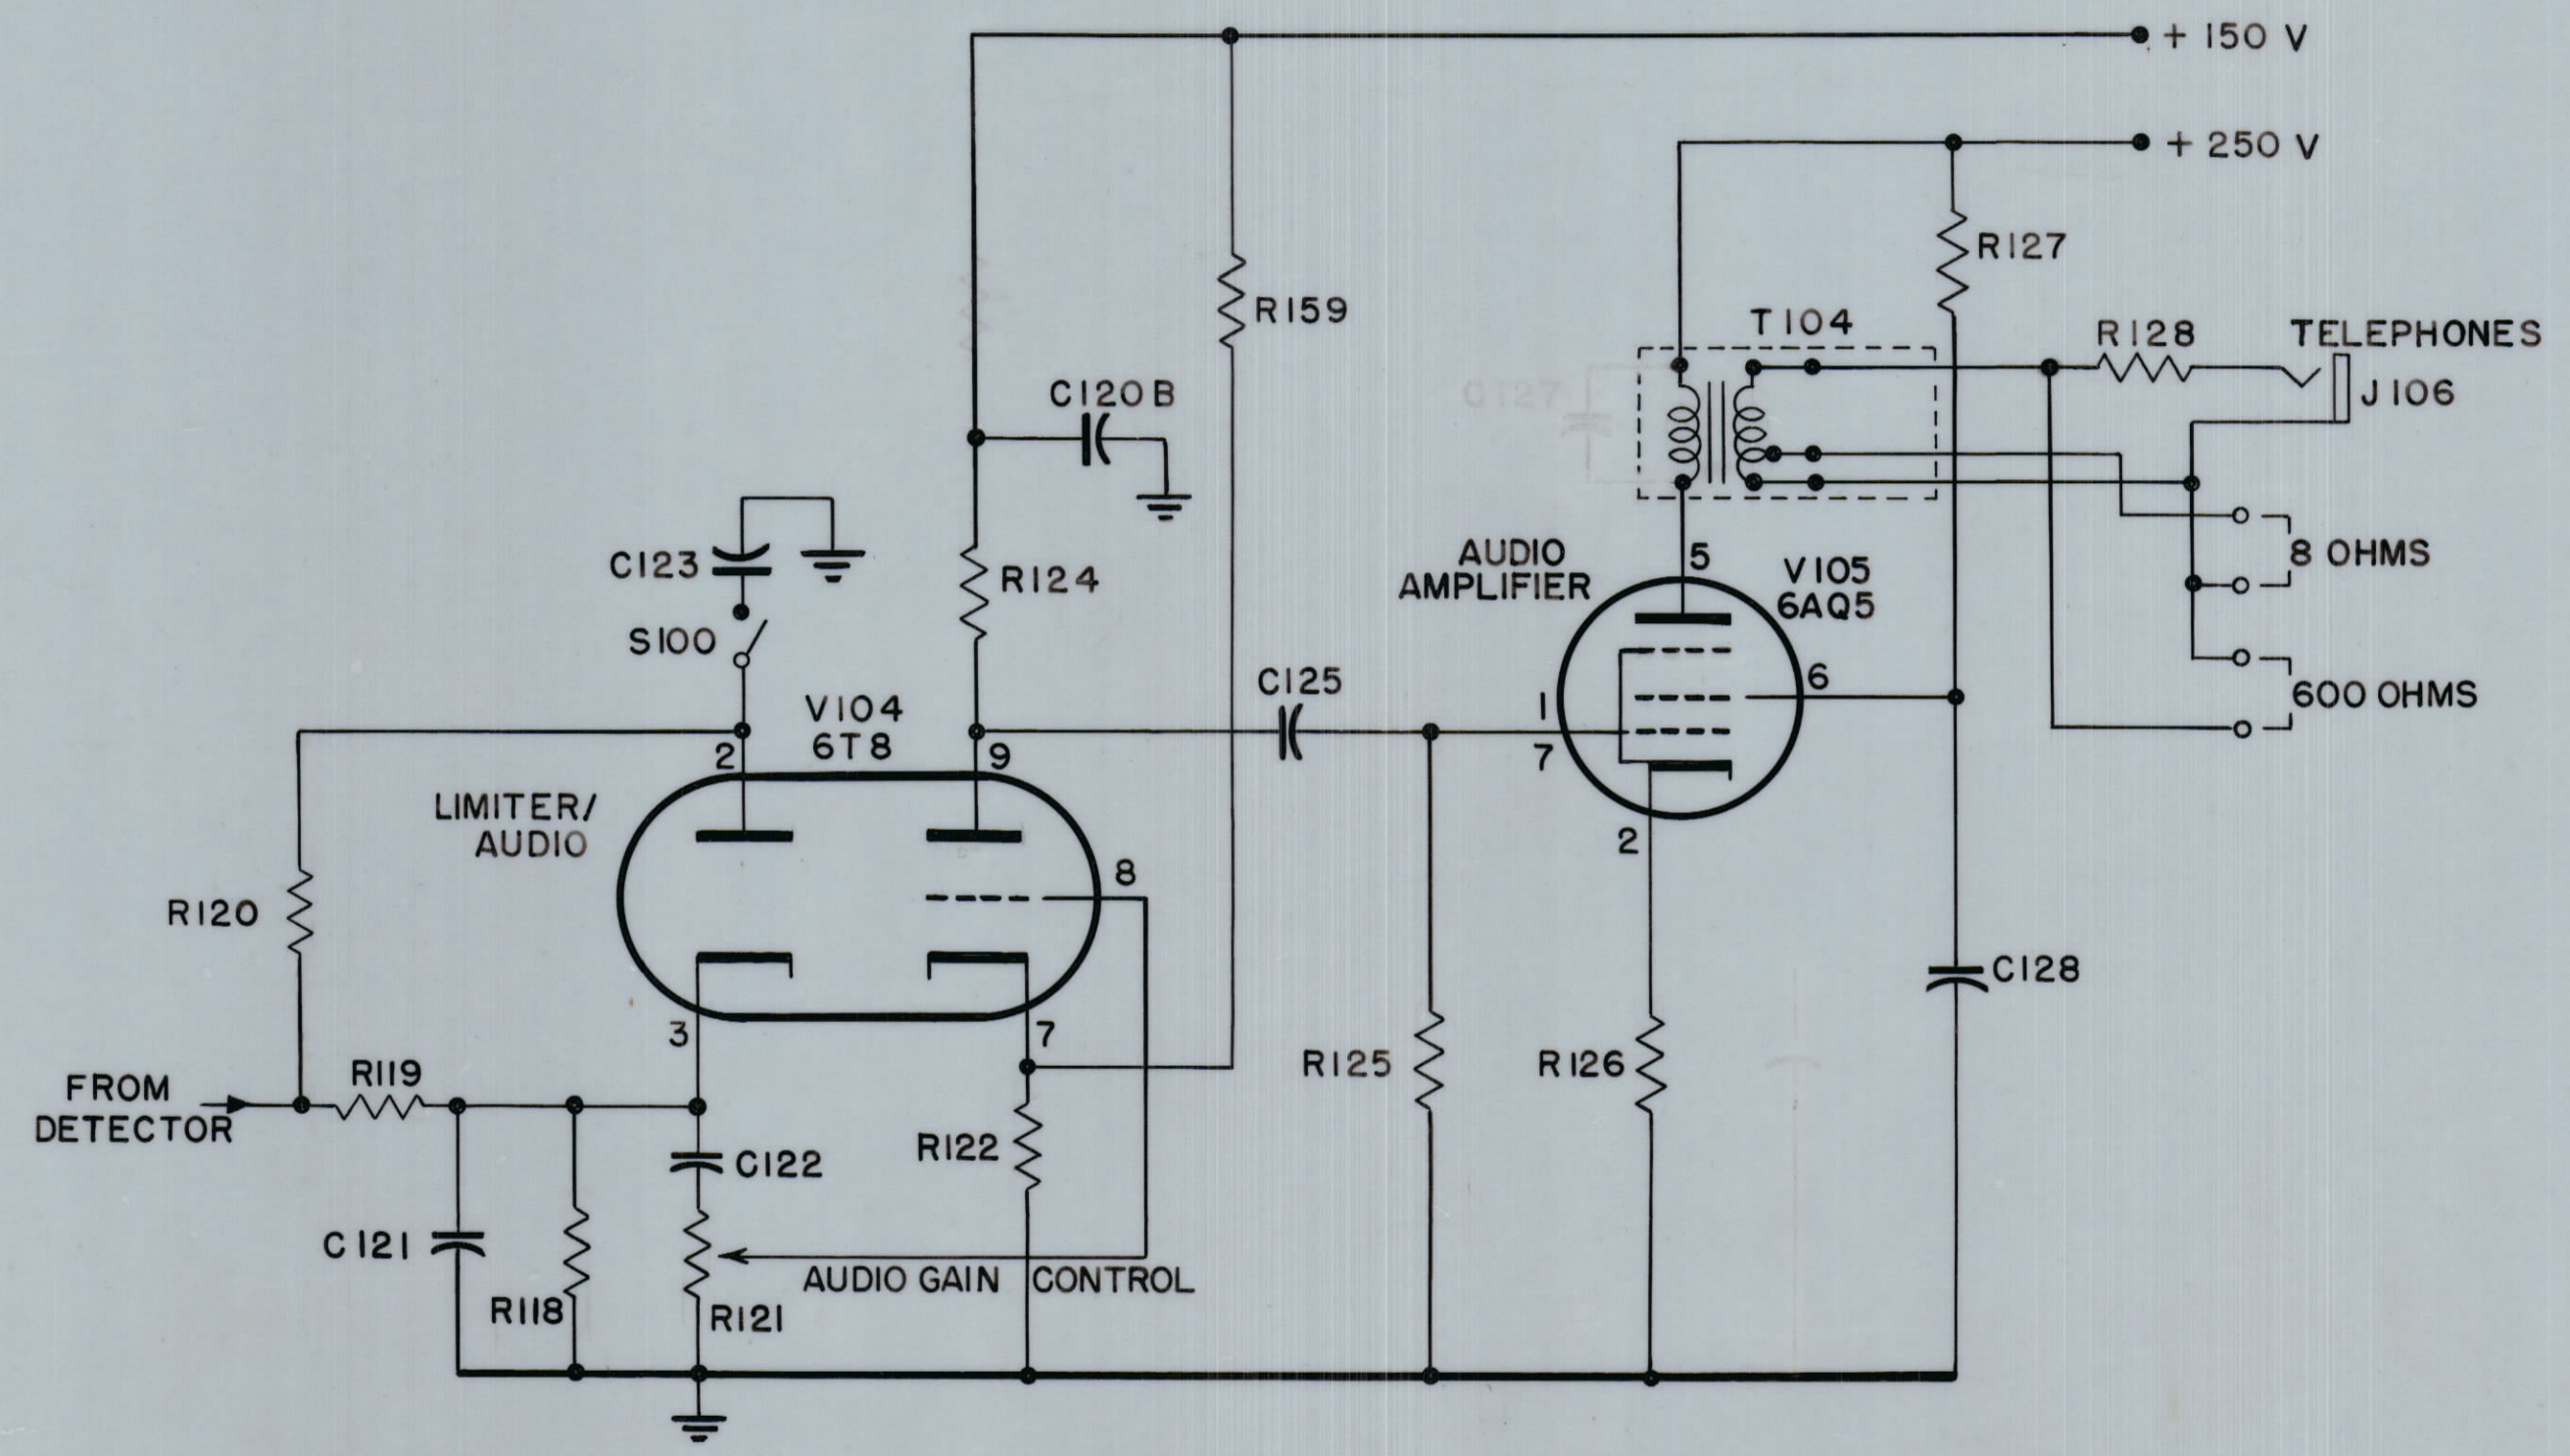 + 150 V
+ 250 V
R127
R159
T104
R128
TELEPHONES
J106
C127
C120B
8 OHMS
AUDIO
AMPLIFIER
5
V105
6AQ5
C123
R124
S100
C125
1
6
600 OHMS
V104
6T8
2
9
7
LIMITER/
AUDIO
2
8
R120
C128
3
7
R119
R125
R126
FROM
DETECTOR
R122
C122
C121
AUDIO GAIN CONTROL
R118
R121